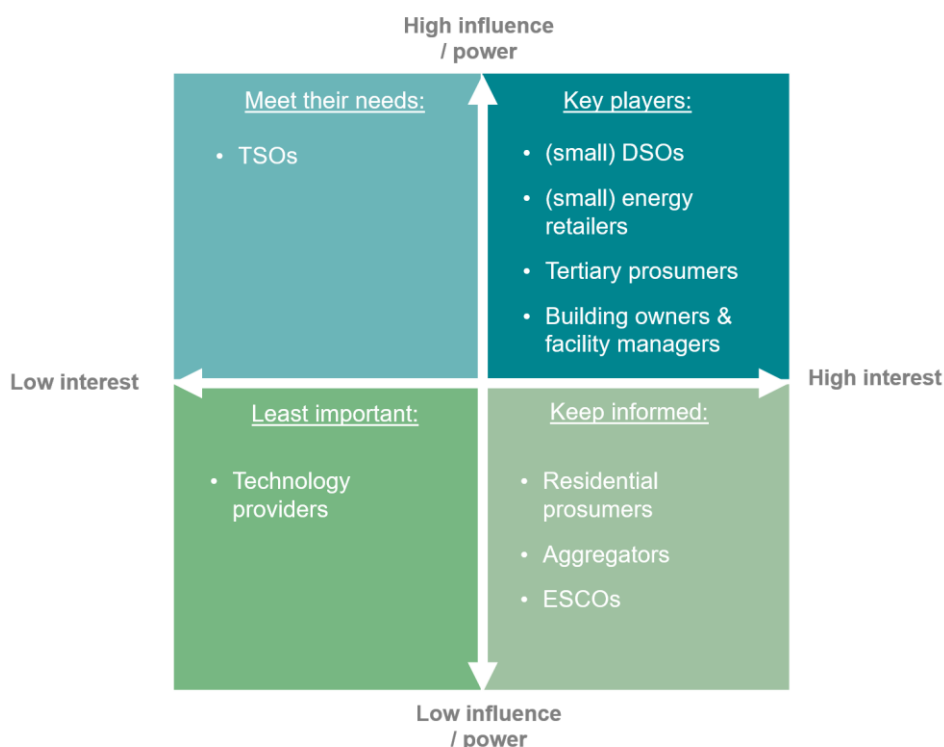 High influence
/ power
Meet their needs:
• TSOs
Key players:
• (small) DSOs
• (small) energy
retailers
• Tertiary prosumers
• Building owners &
facility managers
Low interest
High interest
Least important:
• Technology
providers
Keep informed:
• Residential
prosumers
• Aggregators
• ESCOs
Low influence
/ power